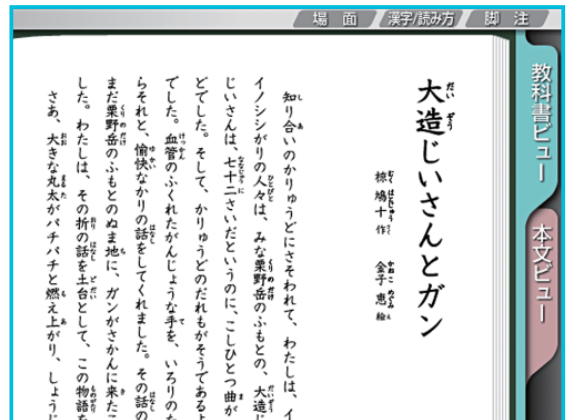 場 面
漢字/読み方
脚 注
教科書ビュー
本文ビュー
大造じいさんとガン
椋鳩十 作 金子恵 絵
知り合いのかりゅうどにさそわれて、わたしは、イ
イノシシがりの人々は、みな栗野岳のふもとの、大造じ
じいさんは、七十二さいだというのに、こしひとつ曲が
どでした。そして、かりゅうどのだれもがそうであるよ
でした。血管のふくれたがんじょうな手を、いろりのた
らそれと、愉快なかりの話をしてくれました。その話の
まだ栗野岳のふもとのぬま地に、ガンがさかんに来たこ
した。わたしは、その折の話を土台として、この物語を
さあ、大きな丸太がパチパチと燃え上がり、しょうじ